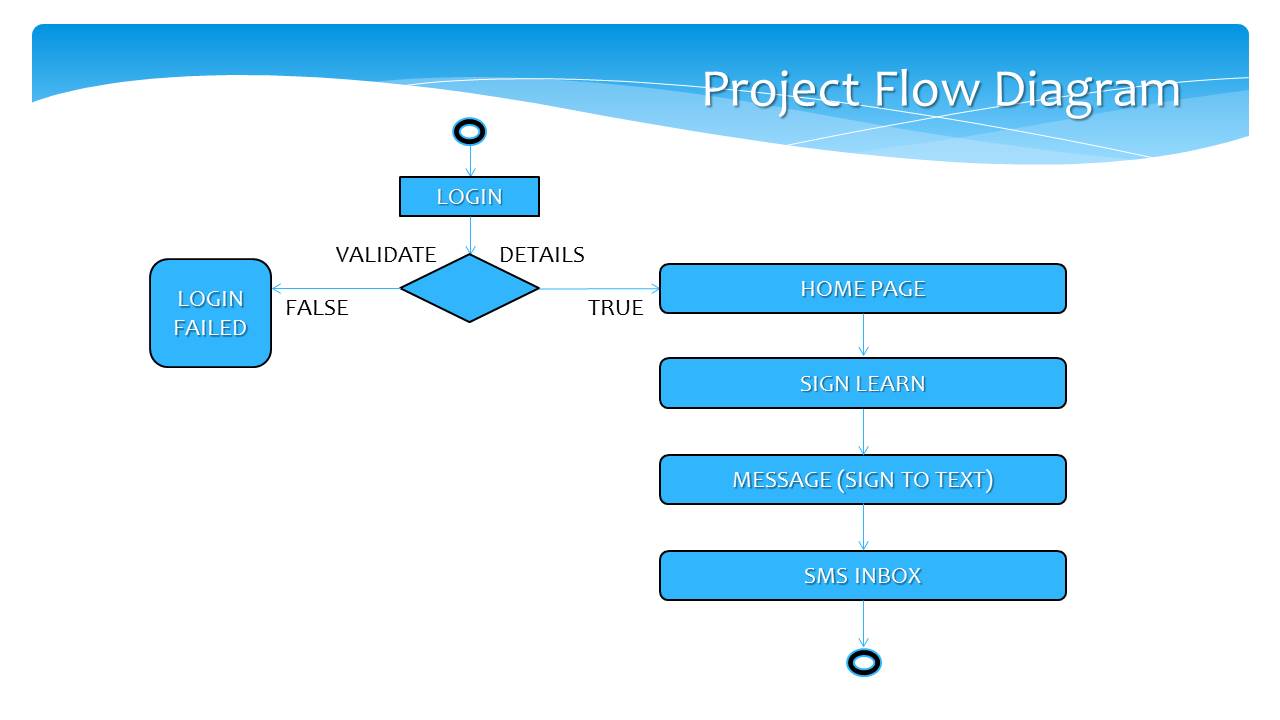 Project Flow Diagram
LOGIN
VALIDATE DETAILS
LOGIN
FAILED
FALSE
TRUE
HOME PAGE
SIGN LEARN
MESSAGE (SIGN TO TEXT)
SMS INBOX